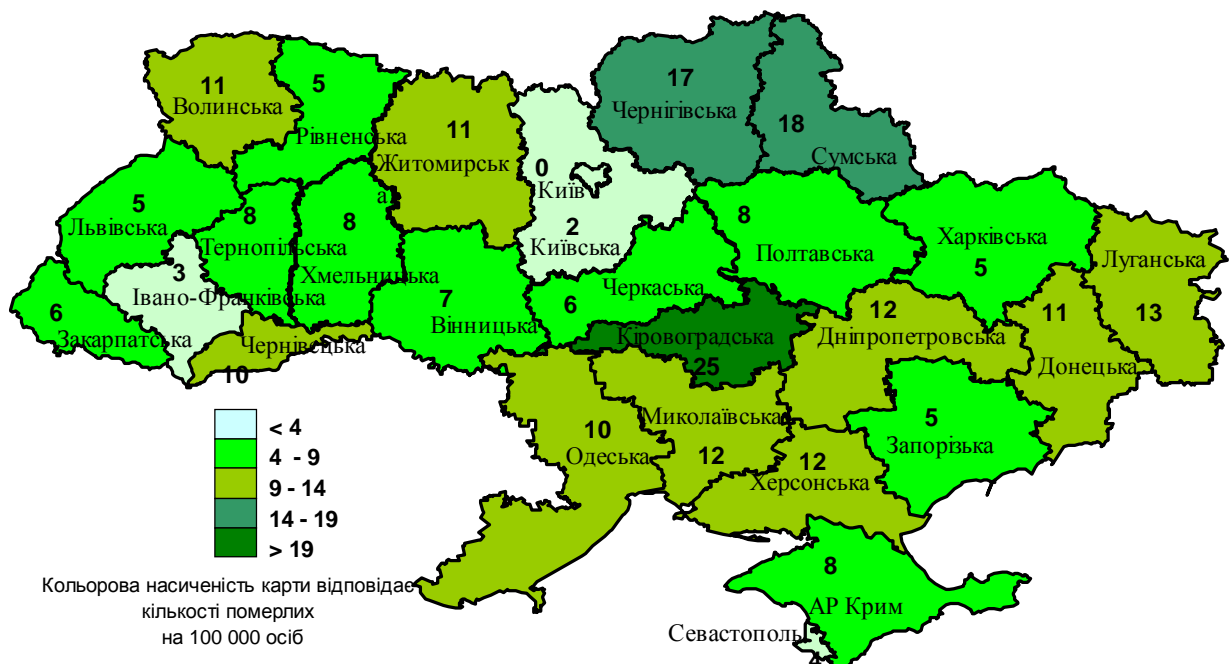 11
Волинська
5
Рівненська
11
Житомирськ
а
17
Чернігівська
18
Сумська
0
Київ
2
Київська
5
Львівська
8
Тернопільська
8
Хмельницька
3
Івано-Франківська
6
Закарпатська
Чернівецька
10
7
Вінницька
6
Черкаська
8
Полтавська
Харківська
5
Луганська
13
11
Донецька
12
Дніпропетровська
Кіровоградська
25
Миколаївська
12
10
Одеська
12
Херсонська
5
Запорізька
8
АР Крим
Севастополь
4
< 4
4 - 9
9 - 14
14 - 19
> 19
Кольорова насиченість карти відповідає
кількості померлих
на 100 000 осіб